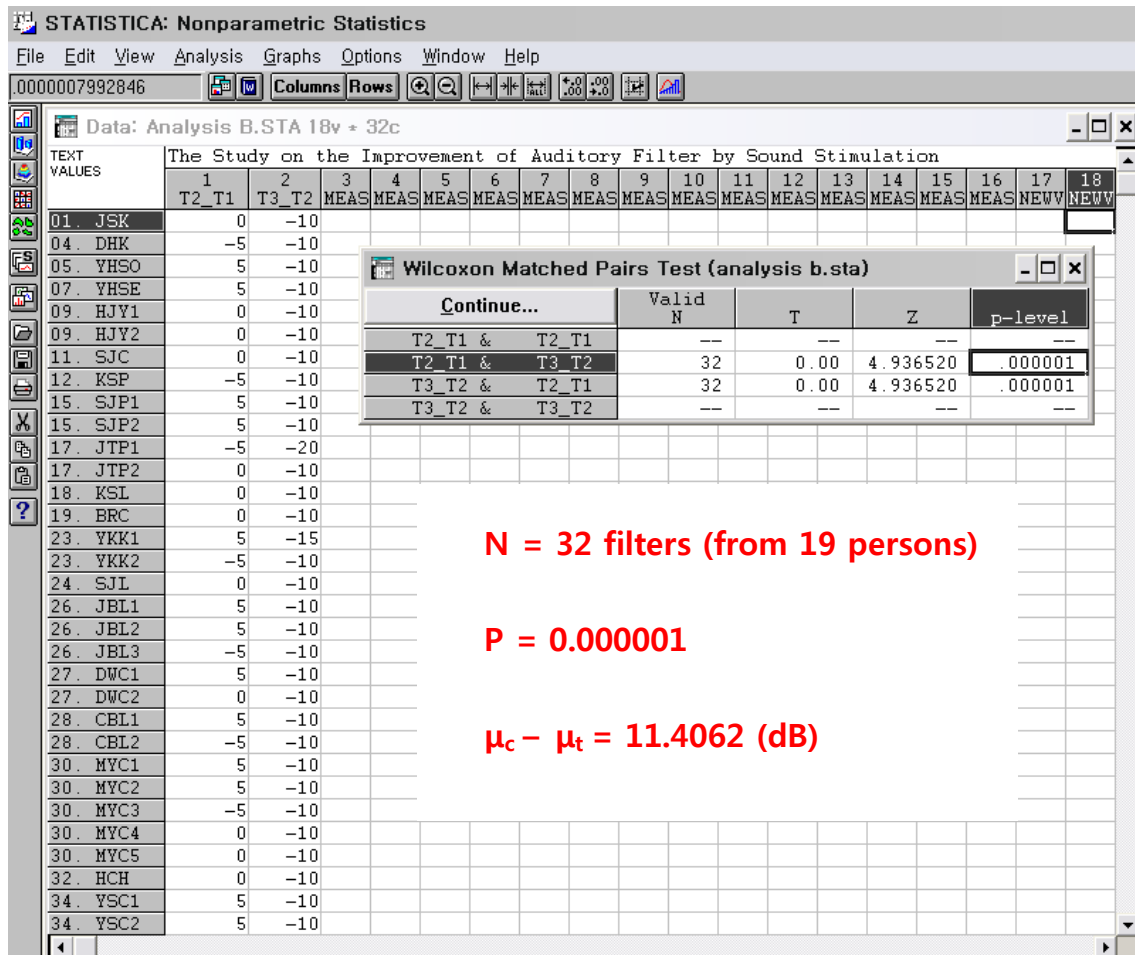 STATISTICA: Nonparametric Statistics
File Edit View Analysis Graphs Options Window Help
.0000007992846 Columns Rows
Data: Analysis B.STA 18v * 32c
TEXT VALUES
The Study on the Improvement of Auditory Filter by Sound Stimulation
1 2 3 4 5 6 7 8 9 10 11 12 13 14 15 16 17 18
T2_T1 T3_T2 MEAS MEAS MEAS MEAS MEAS MEAS MEAS MEAS MEAS MEAS MEAS MEAS MEAS MEAS NEWV NEWV
01. JSK 0 -10
04. DHK -5 -10
05. YHSO 5 -10
07. YHSE 5 -10
09. HJY1 0 -10
09. HJY2 0 -10
11. SJC 0 -10
12. KSP -5 -10
15. SJP1 5 -10
15. SJP2 5 -10
17. JTP1 -5 -20
17. JTP2 0 -10
18. KSL 0 -10
19. BRC 0 -10
23. YKK1 5 -15
23. YKK2 -5 -10
24. SJL 0 -10
26. JBL1 5 -10
26. JBL2 5 -10
26. JBL3 -5 -10
27. DWC1 5 -10
27. DWC2 0 -10
28. CBL1 5 -10
28. CBL2 -5 -10
30. MYC1 5 -10
30. MYC2 5 -10
30. MYC3 -5 -10
30. MYC4 0 -10
30. MYC5 0 -10
32. HCH 0 -10
34. YSC1 5 -10
34. YSC2 5 -10
Wilcoxon Matched Pairs Test (analysis b.sta)
Continue... Valid N T Z p-level
T2_T1 & T2_T1 -- -- -- --
T2_T1 & T3_T2 32 0.00 4.936520 .000001
T3_T2 & T2_T1 32 0.00 4.936520 .000001
T3_T2 & T3_T2 -- -- -- --
N = 32 filters (from 19 persons)
P = 0.000001
μc – μt = 11.4062 (dB)